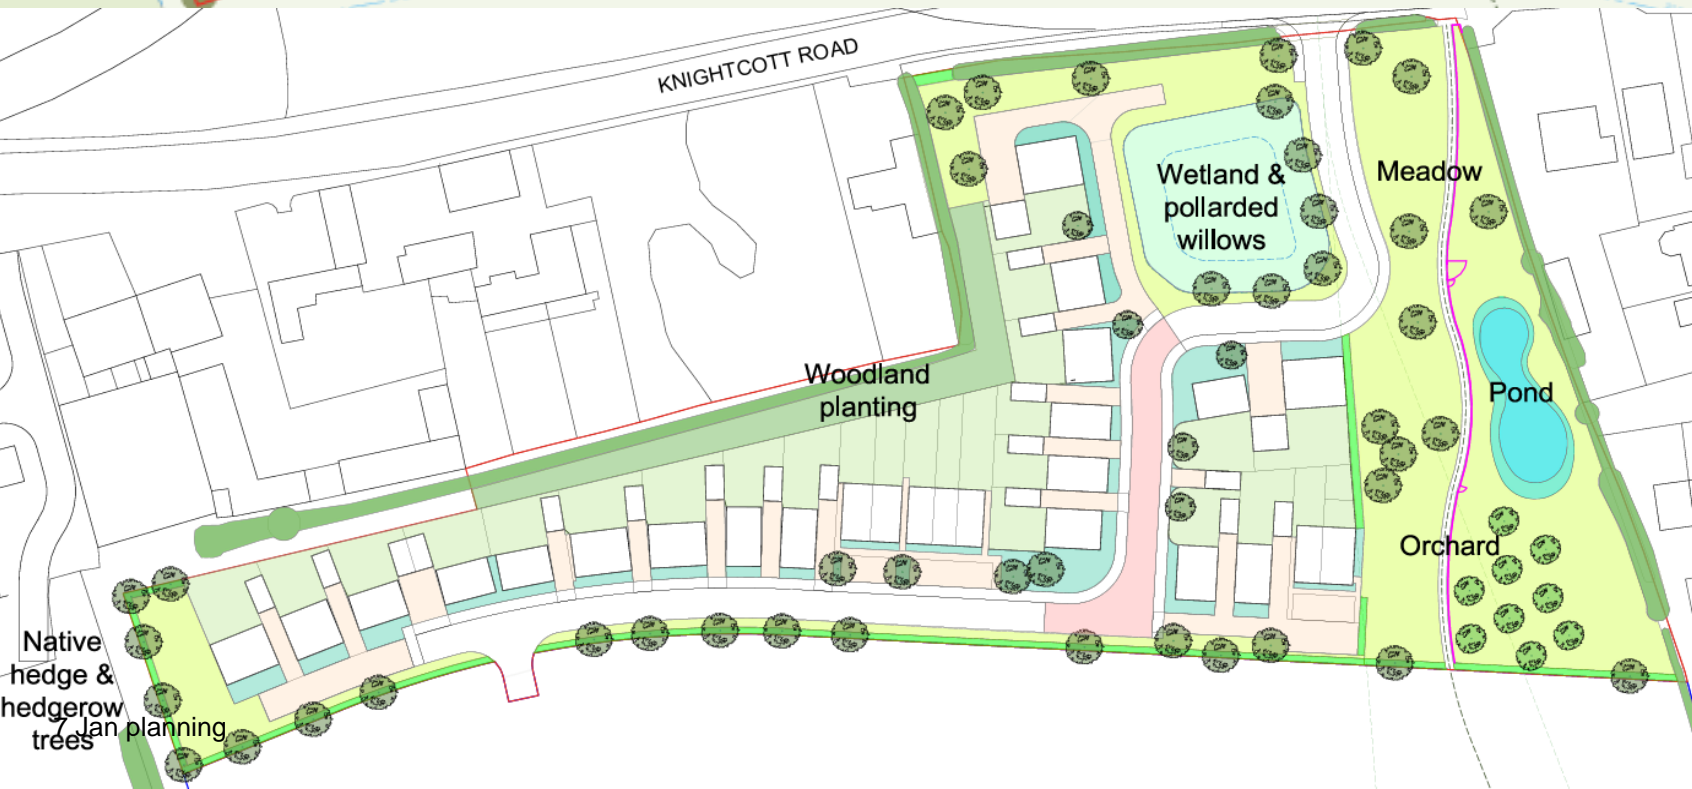 KNIGHTCOTT ROAD
Wetland &
pollarded
willows
Meadow
Woodland
planting
Pond
Orchard
Native
hedge &
hedgerow
trees
7 Jan planning